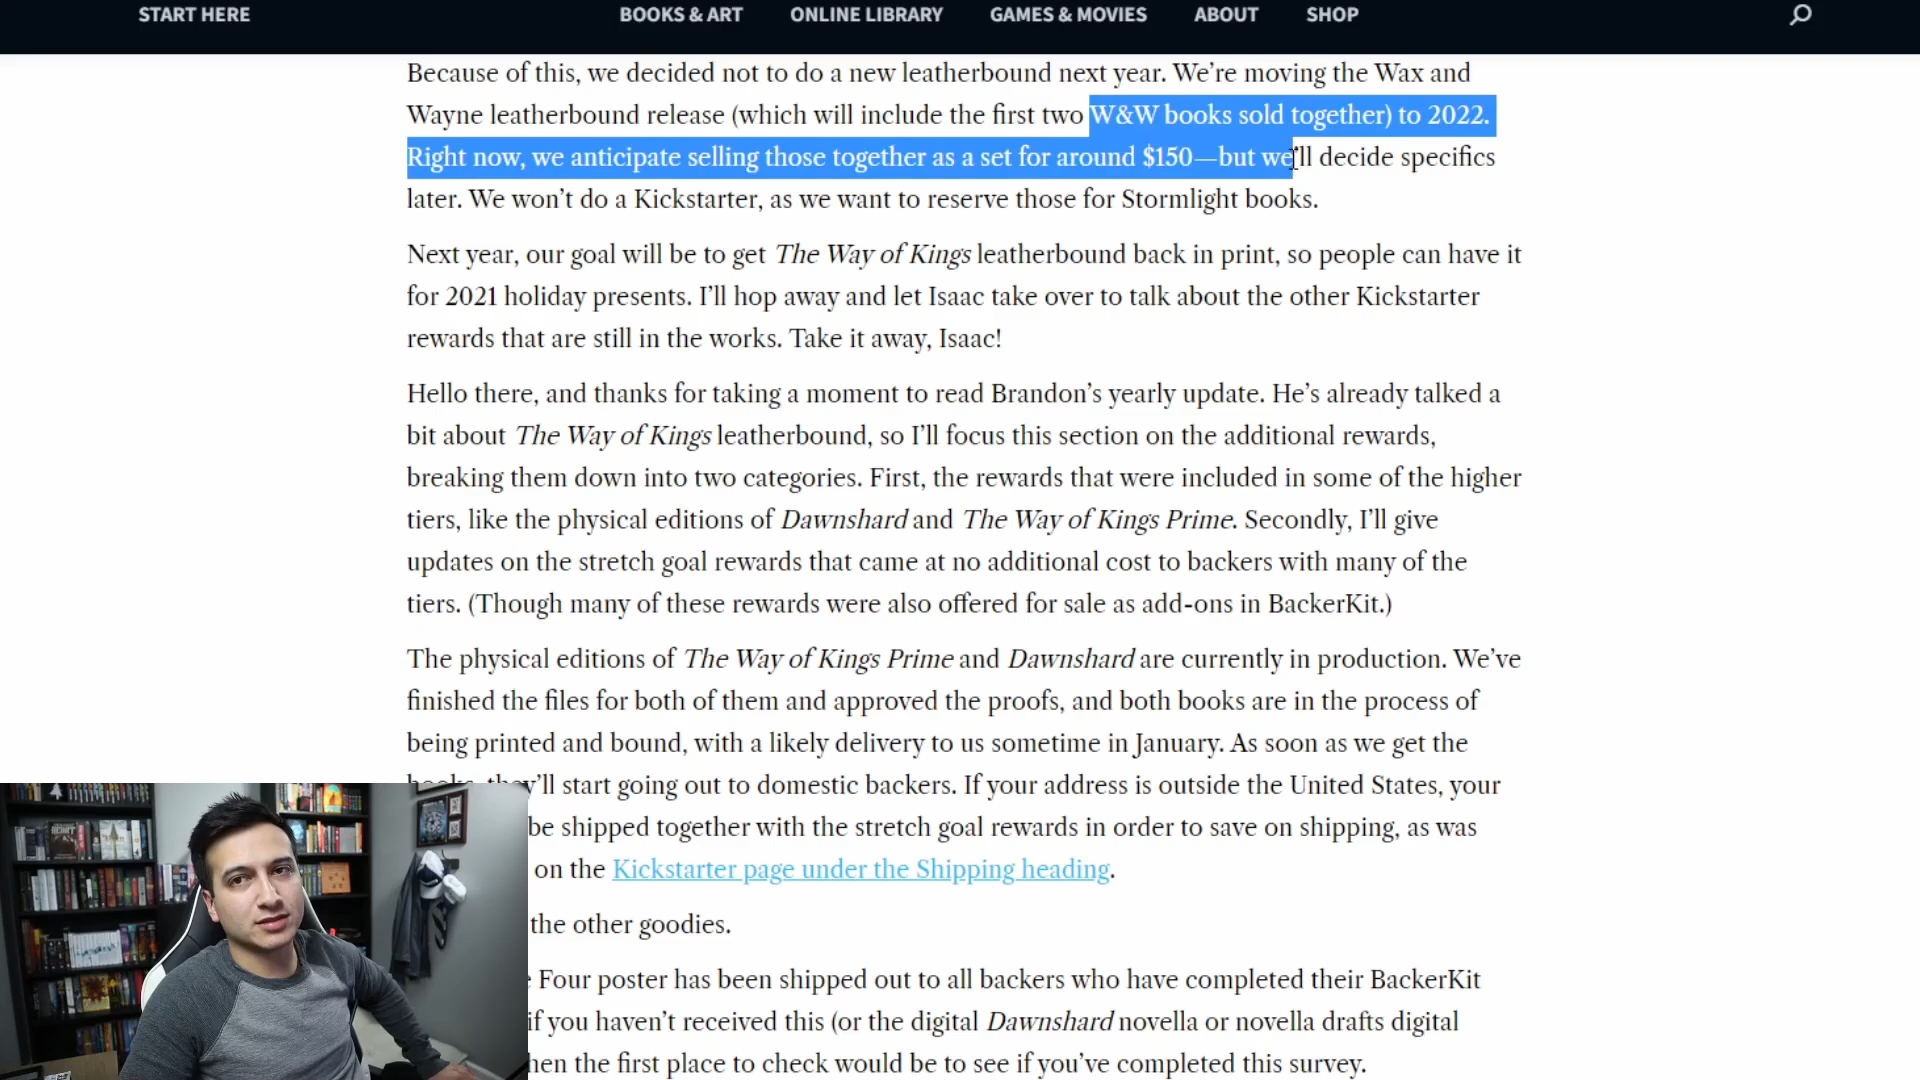 START HERE
BOOKS & ART
ONLINE LIBRARY
GAMES & MOVIES
ABOUT
SHOP
Because of this, we decided not to do a new leatherbound next year. We’re moving the Wax and
Wayne leatherbound release (which will include the first two W&W books sold together) to 2022.
Right now, we anticipate selling those together as a set for around $150—but we’ll decide specifics
later. We won’t do a Kickstarter, as we want to reserve those for Stormlight books.
Next year, our goal will be to get The Way of Kings leatherbound back in print, so people can have it
for 2021 holiday presents. I’ll hop away and let Isaac take over to talk about the other Kickstarter
rewards that are still in the works. Take it away, Isaac!
Hello there, and thanks for taking a moment to read Brandon’s yearly update. He’s already talked a
bit about The Way of Kings leatherbound, so I’ll focus this section on the additional rewards,
breaking them down into two categories. First, the rewards that were included in some of the higher
tiers, like the physical editions of Dawnshard and The Way of Kings Prime. Secondly, I’ll give
updates on the stretch goal rewards that came at no additional cost to backers with many of the
tiers. (Though many of these rewards were also offered for sale as add-ons in BackerKit.)
The physical editions of The Way of Kings Prime and Dawnshard are currently in production. We’ve
finished the files for both of them and approved the proofs, and both books are in the process of
being printed and bound, with a likely delivery to us sometime in January. As soon as we get the
start going out to domestic backers. If your address is outside the United States, your
be shipped together with the stretch goal rewards in order to save on shipping, as was
on the Kickstarter page under the Shipping heading.
the other goodies.
Four poster has been shipped out to all backers who have completed their BackerKit
if you haven’t received this (or the digital Dawnshard novella or novella drafts digital
the first place to check would be to see if you’ve completed this survey.